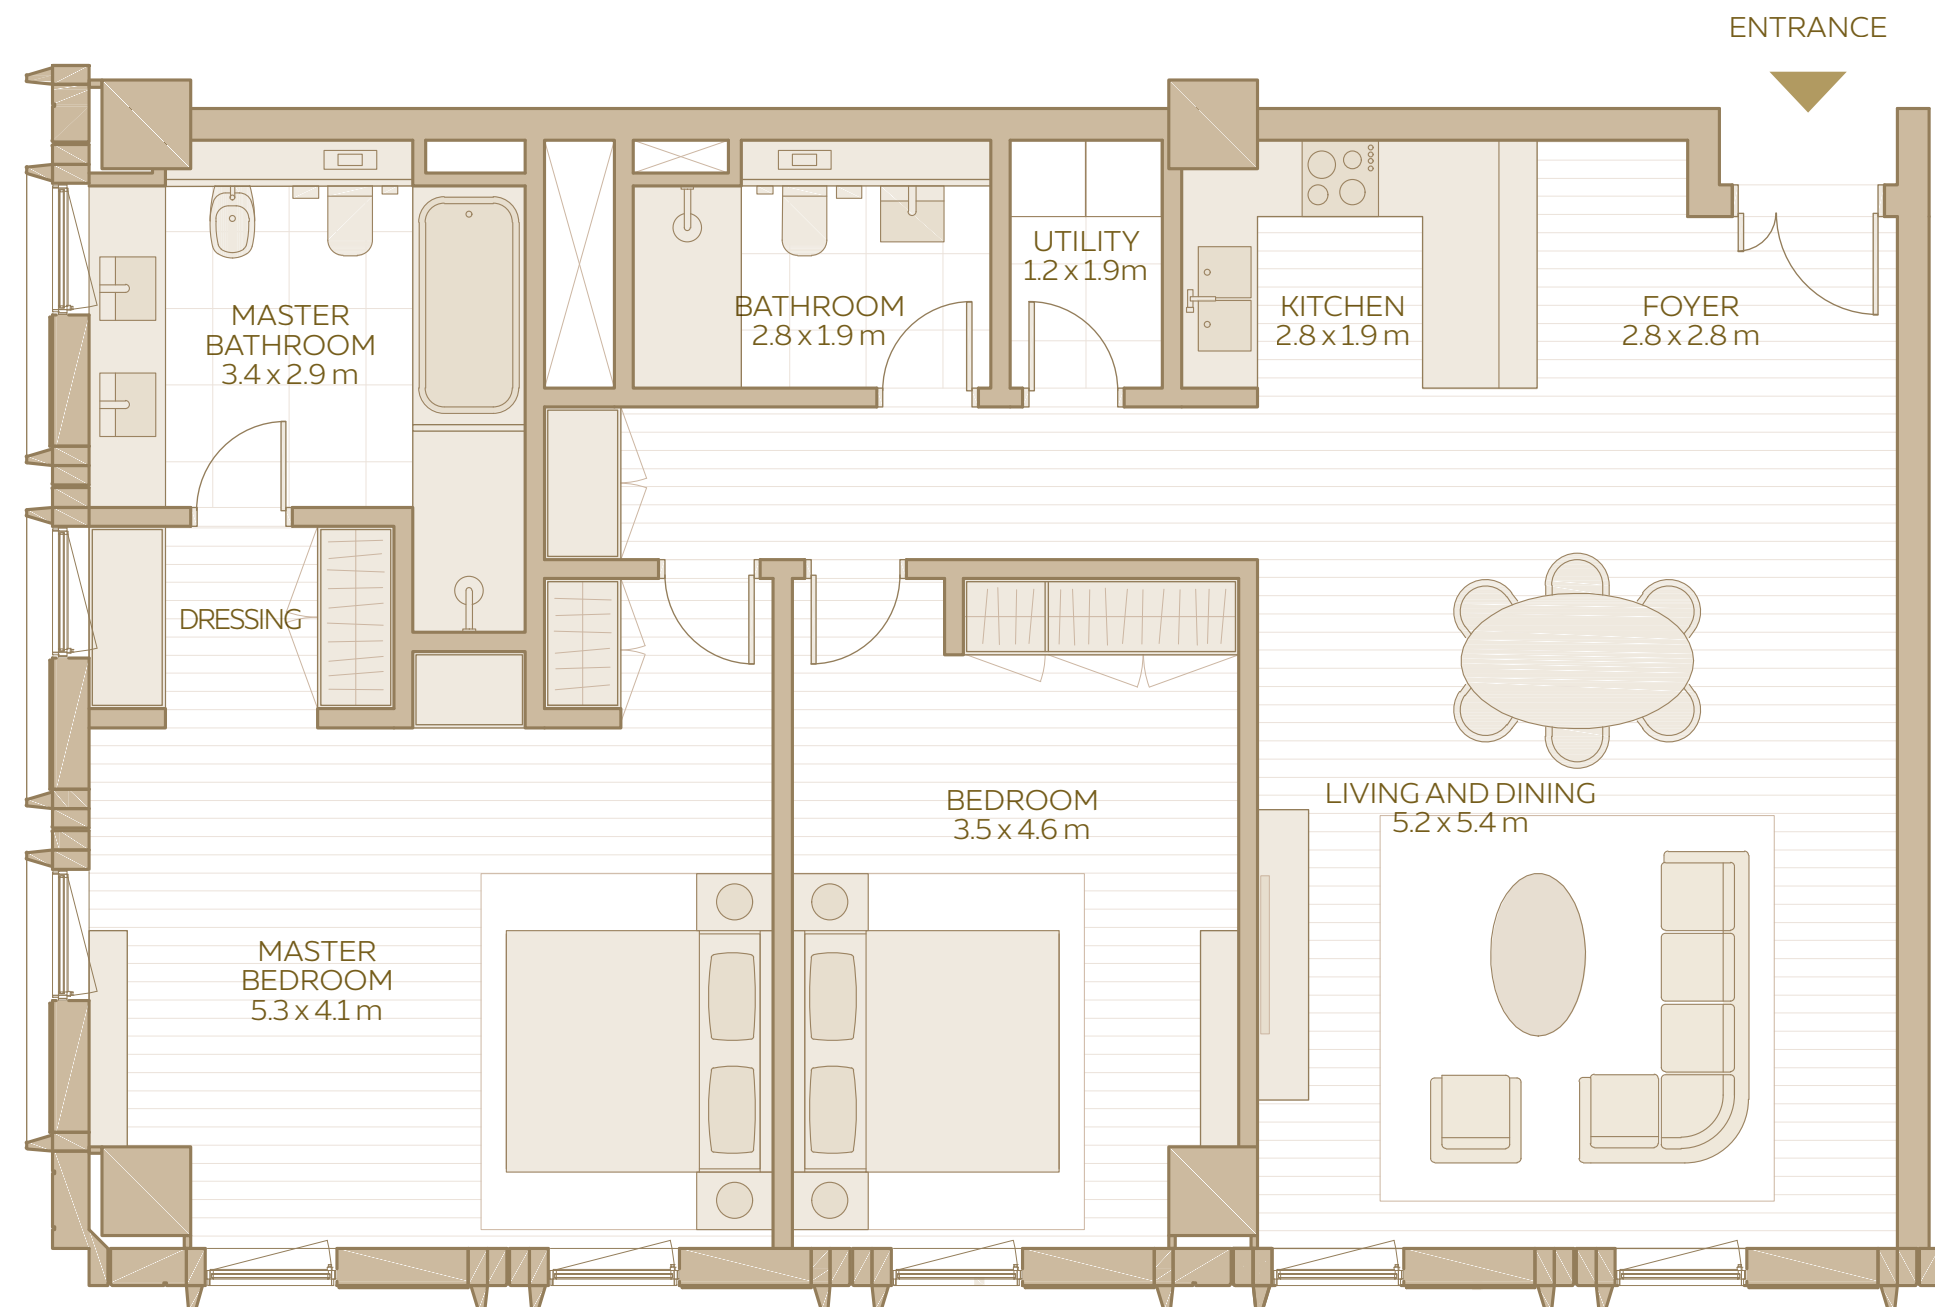 ENTRANCE
UTILITY
1.2 x 1.9m
MASTER
BATHROOM
3.4 x 2.9 m
BATHROOM
2.8 x 1.9 m
KITCHEN
2.8 x 1.9 m
FOYER
2.8 x 2.8 m
DRESSING
BEDROOM
3.5 x 4.6 m
LIVING AND DINING
5.2 x 5.4 m
MASTER
BEDROOM
5.3 x 4.1 m